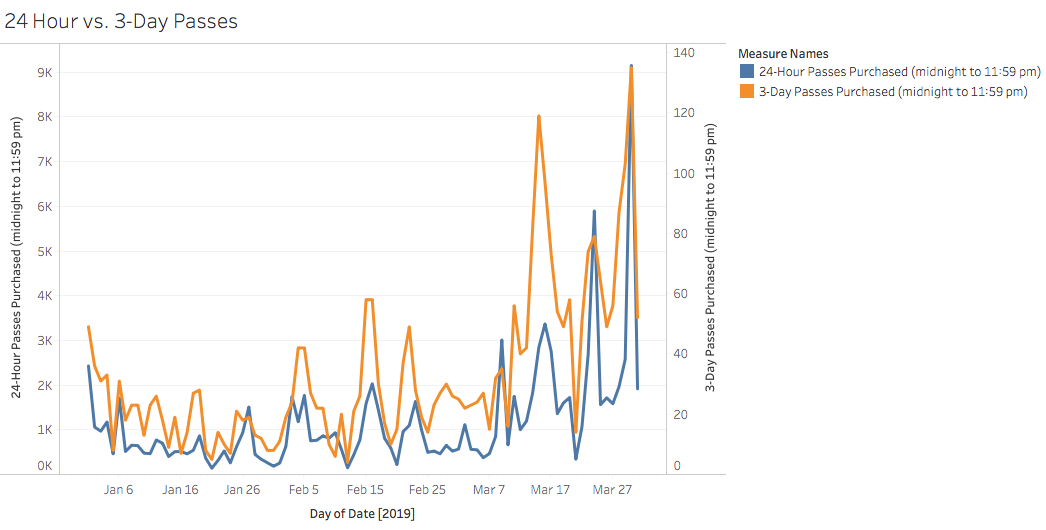 24 Hour vs. 3-Day Passes
24-Hour Passes Purchased (midnight to 11:59 pm)
9K
8K
7K
6K
5K
4K
3K
2K
1K
0K
140
120
100
80
60
40
20
0
3-Day Passes Purchased (midnight to 11:59 pm)
Jan 6 Jan 16 Jan 26 Feb 5 Feb 15 Feb 25 Mar 7 Mar 17 Mar 27
Day of Date [2019]
Measure Names
24-Hour Passes Purchased (midnight to 11:59 pm)
3-Day Passes Purchased (midnight to 11:59 pm)